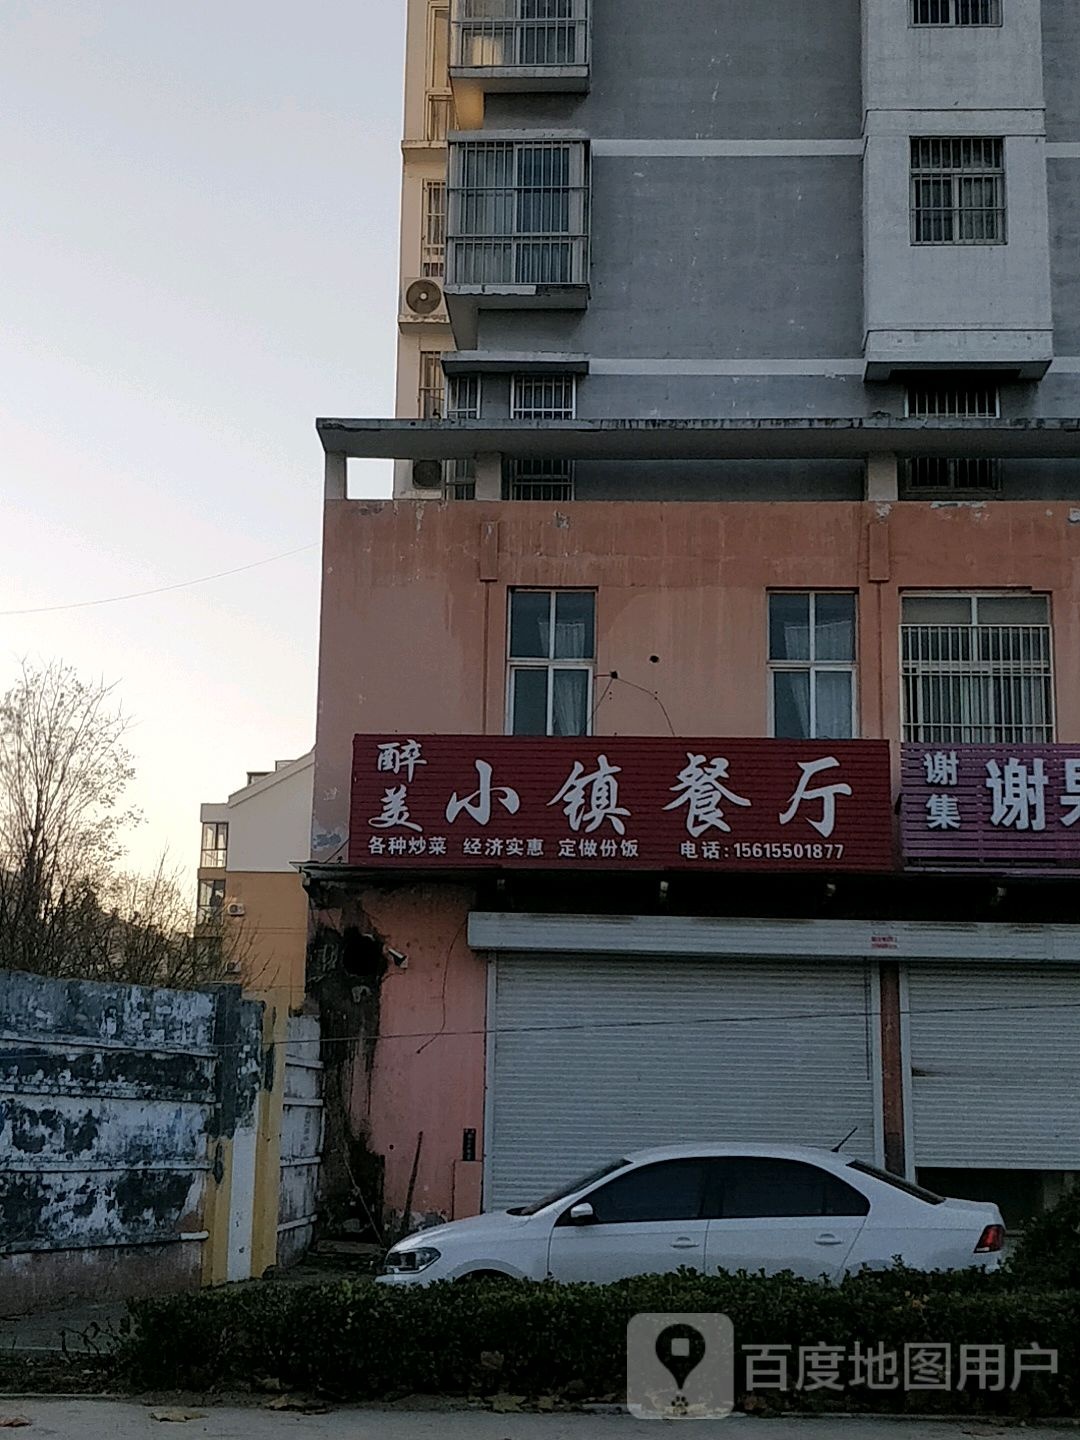 醉美
小镇餐厅
各种炒菜 经济实惠 定做份饭 电话:15615501877
谢集
谢
百度地图用户